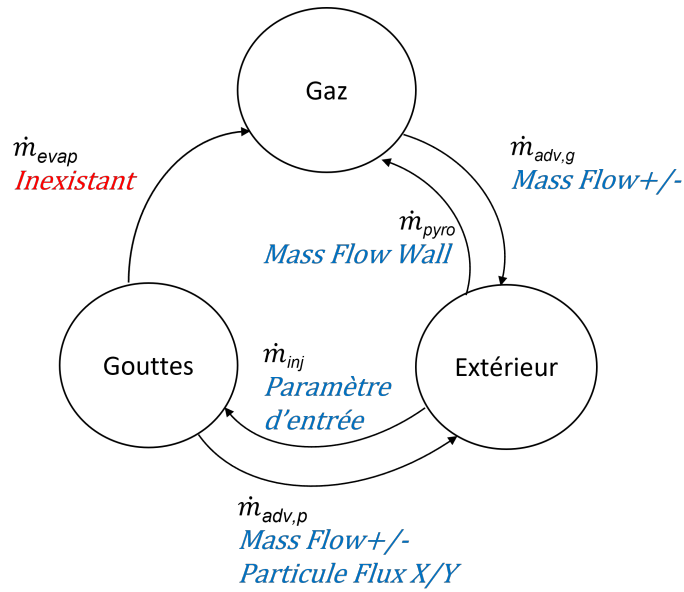 Gaz
ṁevap
Inexistant
ṁadv,g
Mass Flow+/-
ṁpyro
Mass Flow Wall
Gouttes
ṁinj
Paramètre
d'entrée
Extérieur
ṁadv,p
Mass Flow+/-
Particule Flux X/Y